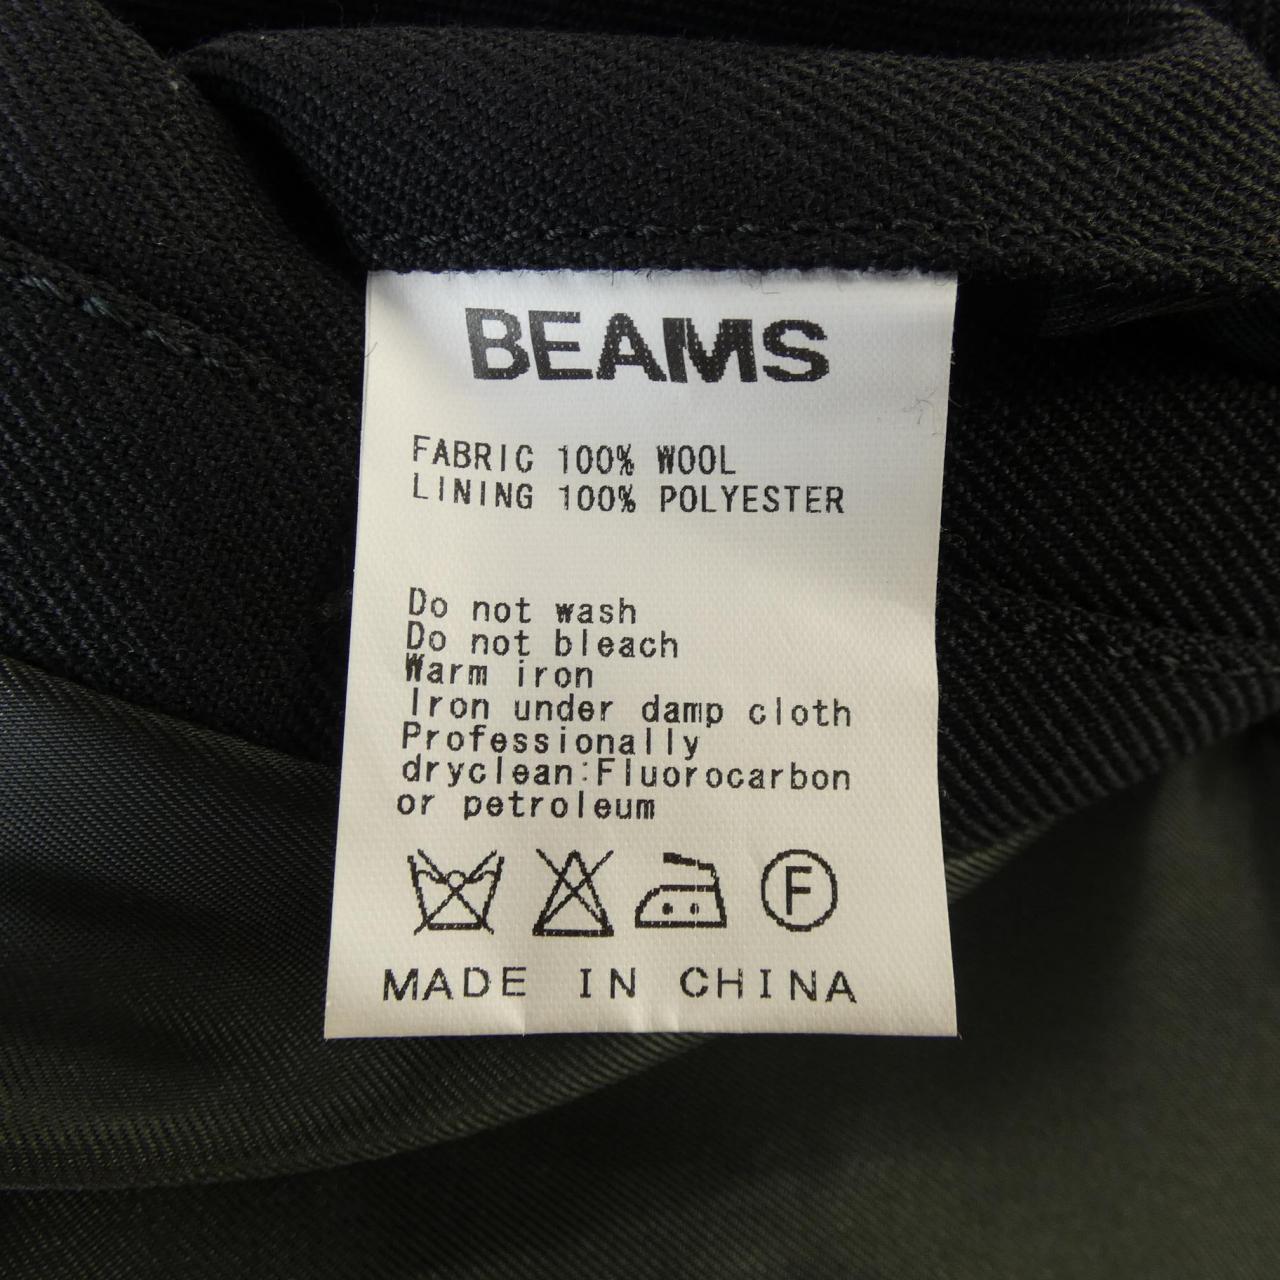 BEAMS
FABRIC 100% WOOL
LINING 100% POLYESTER
Do not wash
Do not bleach
Warm iron
Iron under damp cloth
Professionally
dryclean:Fluorocarbon
or petroleum
F
MADE IN CHINA